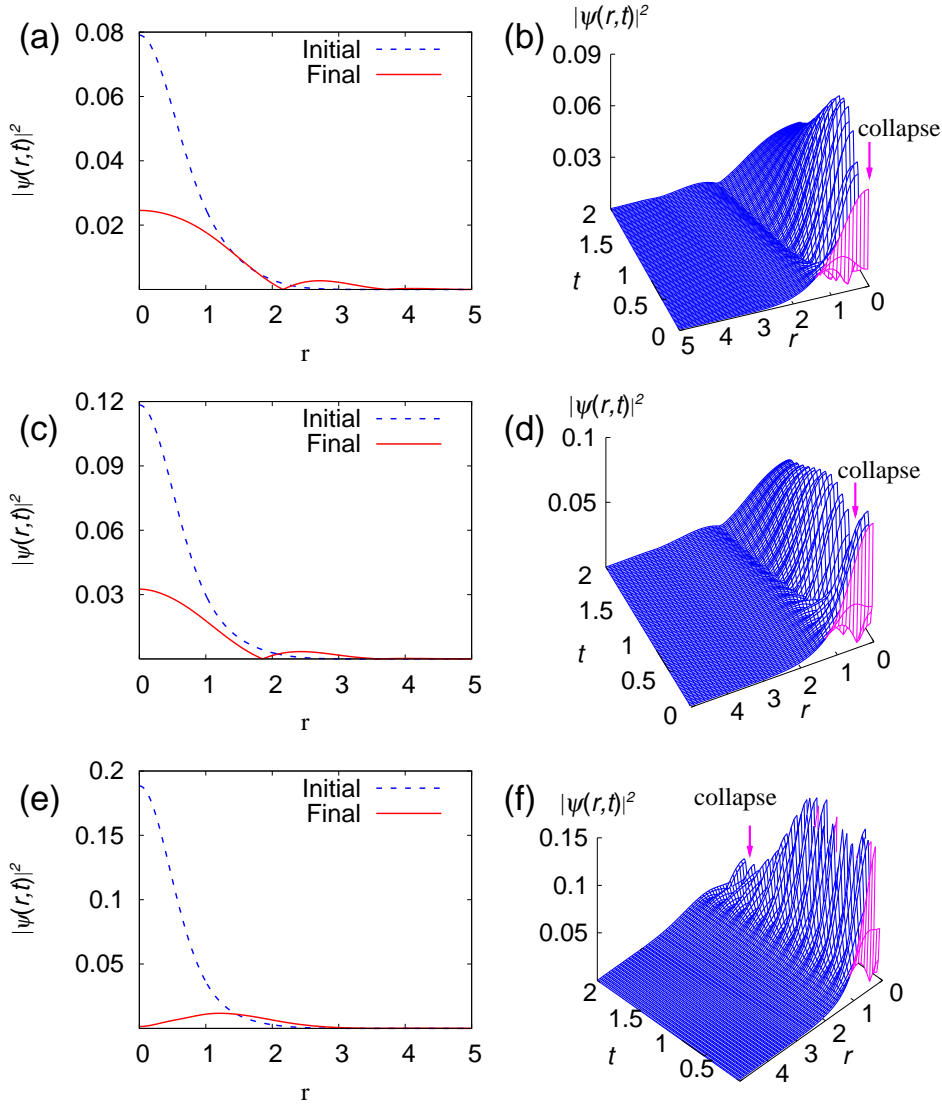 (a)
0.08
0.06
0.04
0.02
|ψ(r,t)|²
Initial
Final
0 1 2 3 4 5
r
(b)
|ψ(r,t)|²
0.09
0.06
0.03
collapse
2
1.5
1
0.5
0
t
5 4 3 2 1 0
r
(c)
0.12
0.09
0.06
0.03
|ψ(r,t)|²
Initial
Final
0 1 2 3 4 5
r
(d)
|ψ(r,t)|²
0.1
0.05
collapse
2
1.5
1
0.5
0
t
4 3 2 1 0
r
(e)
0.2
0.15
0.1
0.05
|ψ(r,t)|²
Initial
Final
0 1 2 3 4 5
r
(f)
|ψ(r,t)|²
0.15
0.1
0.05
collapse
2
1.5
1
0.5
t
4 3 2 1 0
r